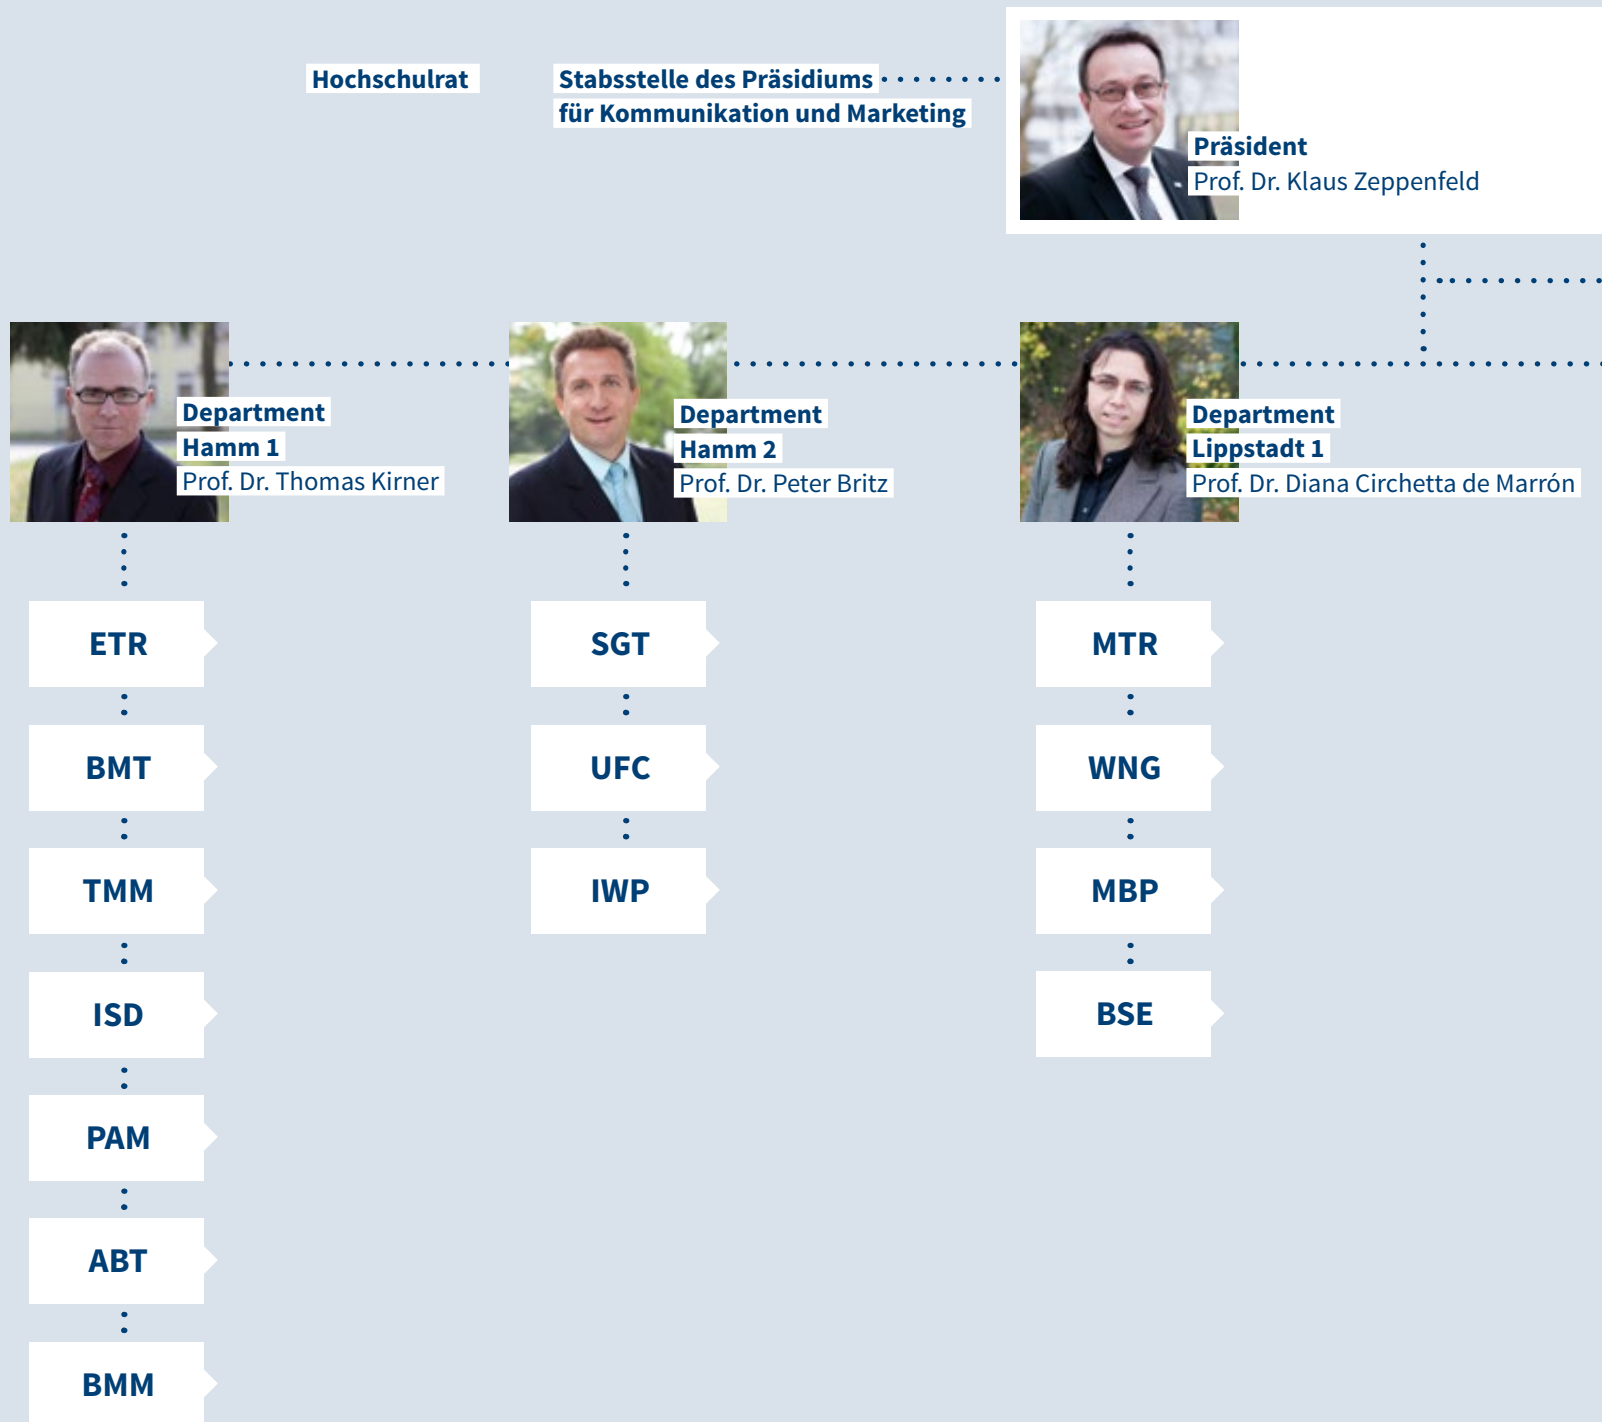 Hochschulrat
Stabsstelle des Präsidiums
für Kommunikation und Marketing
Präsident
Prof. Dr. Klaus Zeppenfeld
Department
Hamm 1
Prof. Dr. Thomas Kirner
Department
Hamm 2
Prof. Dr. Peter Britz
Department
Lippstadt 1
Prof. Dr. Diana Circhetta de Marrón
ETR
BMT
TMM
ISD
PAM
ABT
BMM
SGT
UFC
IWP
MTR
WNG
MBP
BSE